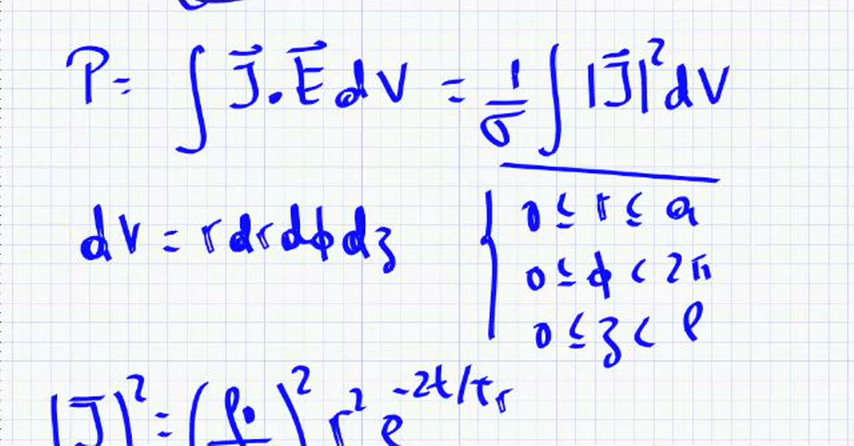 P = ∫ J⃗ · E⃗ dV = 1/σ ∫ |J⃗|² dV
dV = r dr dϕ dz
{ 0 ≤ r ≤ a
0 ≤ ϕ < 2π
0 ≤ z < ℓ
|J⃗|² = (ρ₀/ )² r² e^(-2t/τᵣ)